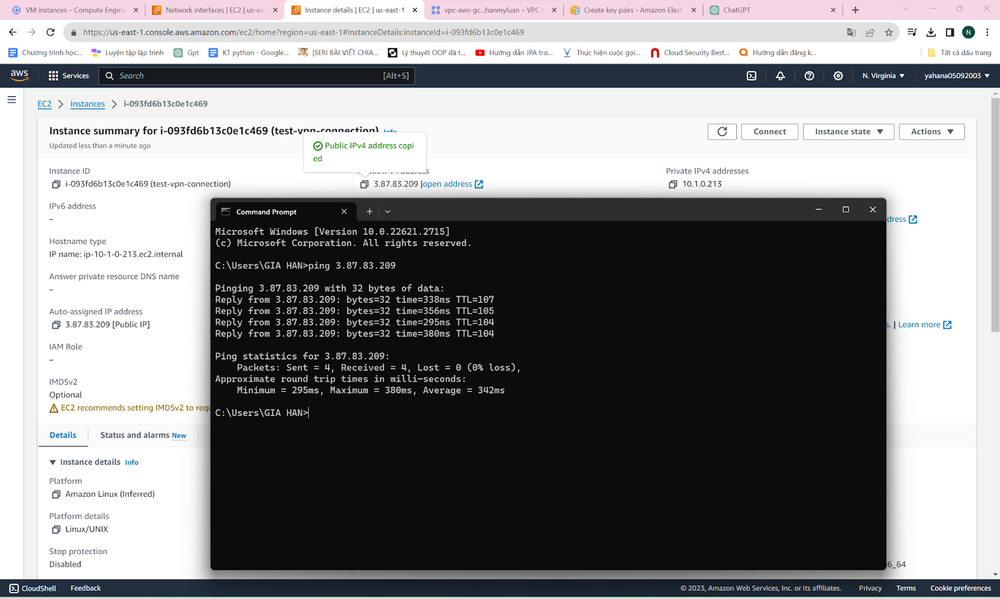 VM instances – Compute Engine
Network interfaces | EC2 | us-ea
Instance details | EC2 | us-east-1
vpc-aws-gc...hanmyluan – VPC n
Create key pairs - Amazon Elast
ChatGPT
https://us-east-1.console.aws.amazon.com/ec2/home?region=us-east-1#InstanceDetails:instanceId=i-093fd6b13c0e1c469
N
Chương trình học...
Luyện tập lập trình
Gpt
KT python - Google...
[SERI BÀI VIẾT CHIA...
Lý thuyết OOP đã t...
Hướng dẫn JPA tro...
Thực hiện cuộc gọi...
Cloud Security Best...
Hướng dẫn đăng k...
Tất cả dấu trang
aws
Services
Search
[Alt+S]
N. Virginia
yahana05092003
EC2
Instances
i-093fd6b13c0e1c469
Instance summary for i-093fd6b13c0e1c469 (test-vpn-connection) Info
Updated less than a minute ago
Connect
Instance state
Actions
Public IPv4 address copi
ed
Instance ID
i-093fd6b13c0e1c469 (test-vpn-connection)
Public IPv4 address
3.87.83.209 |open address
Private IPv4 addresses
10.1.0.213
IPv6 address
–
dress
Hostname type
IP name: ip-10-1-0-213.ec2.internal
Answer private resource DNS name
–
Auto-assigned IP address
3.87.83.209 [Public IP]
s. | Learn more
IAM Role
–
IMDSv2
Optional
EC2 recommends setting IMDSv2 to requ
Command Prompt
Microsoft Windows [Version 10.0.22621.2715]
(c) Microsoft Corporation. All rights reserved.
C:\Users\GIA HAN>ping 3.87.83.209
Pinging 3.87.83.209 with 32 bytes of data:
Reply from 3.87.83.209: bytes=32 time=338ms TTL=107
Reply from 3.87.83.209: bytes=32 time=356ms TTL=105
Reply from 3.87.83.209: bytes=32 time=295ms TTL=104
Reply from 3.87.83.209: bytes=32 time=380ms TTL=104
Ping statistics for 3.87.83.209:
Packets: Sent = 4, Received = 4, Lost = 0 (0% loss),
Approximate round trip times in milli-seconds:
Minimum = 295ms, Maximum = 380ms, Average = 342ms
C:\Users\GIA HAN>
Details
Status and alarms New
Instance details Info
Platform
Amazon Linux (Inferred)
Platform details
Linux/UNIX
Stop protection
Disabled
6_64
CloudShell
Feedback
© 2023, Amazon Web Services, Inc. or its affiliates.
Privacy
Terms
Cookie preferences